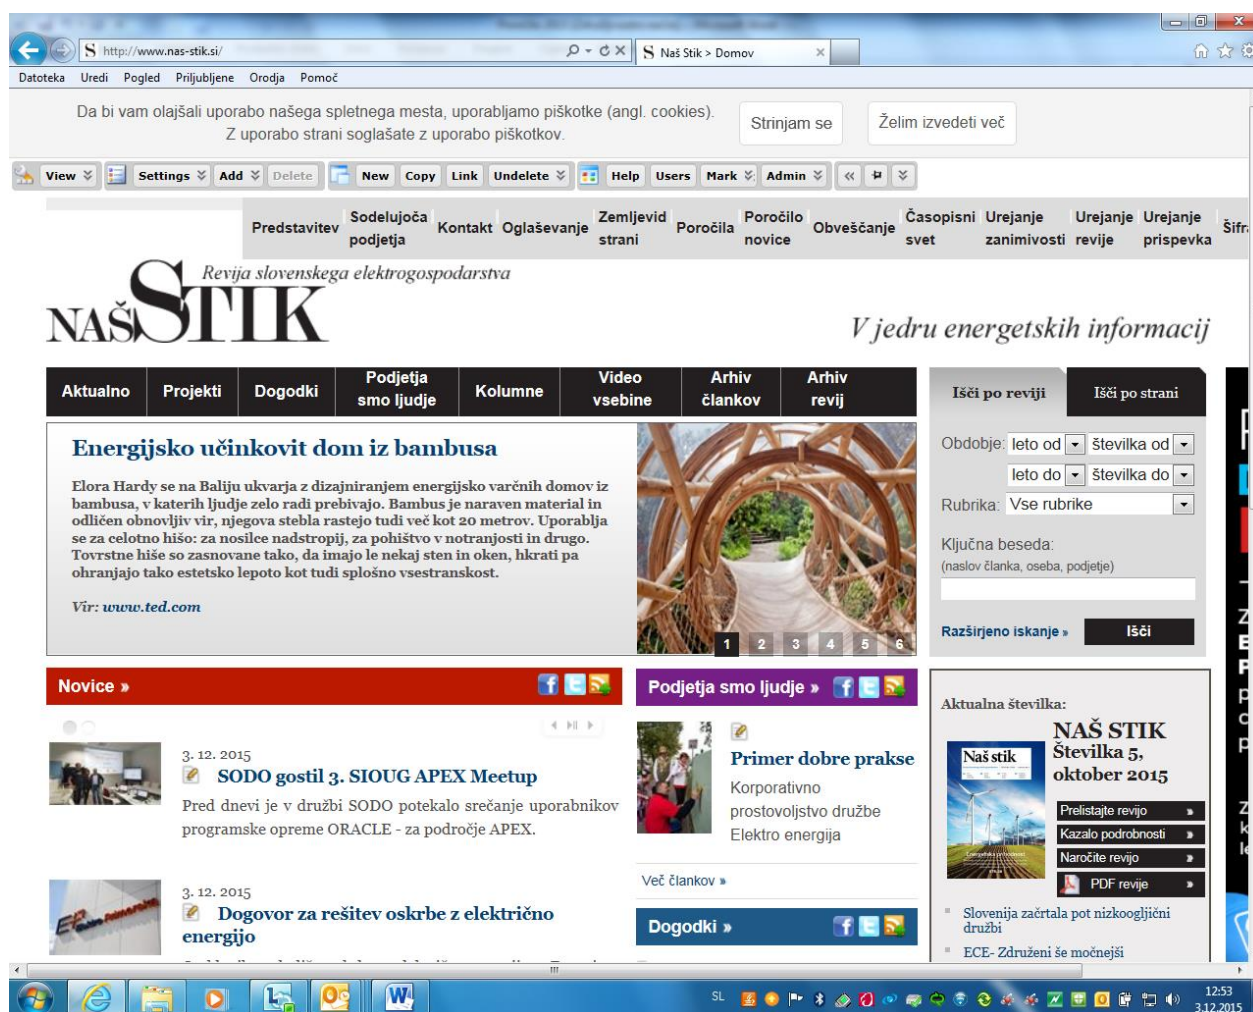 http://www.nas-stik.si/
Naš Stik > Domov
Datoteka Uredi Pogled Priljubljene Orodja Pomoč
Da bi vam olajšali uporabo našega spletnega mesta, uporabljamo piškotke (angl. cookies).
Z uporabo strani soglašate z uporabo piškotkov.
Strinjam se
Želim izvedeti več
View Settings Add Delete New Copy Link Undelete Help Users Mark Admin
Predstavitev
Sodelujoča
podjetja
Kontakt
Oglaševanje
Zemljevid
strani
Poročila
Poročilo
novice
Obveščanje
Časopisni
svet
Urejanje
zanimivosti
Urejanje
revije
Urejanje
prispevka
Šifr
Revija slovenskega elektrogospodarstva
NAŠ STIK
V jedru energetskih informacij
Aktualno
Projekti
Dogodki
Podjetja
smo ljudje
Kolumne
Video
vsebine
Arhiv
člankov
Arhiv
revij
Energijsko učinkovit dom iz bambusa
Elora Hardy se na Baliju ukvarja z dizajniranjem energijsko varčnih domov iz
bambusa, v katerih ljudje zelo radi prebivajo. Bambus je naraven material in
odličen obnovljiv vir, njegova stebla rastejo tudi več kot 20 metrov. Uporablja
se za celotno hišo: za nosilce nadstropij, za pohištvo v notranjosti in drugo.
Tovrstne hiše so zasnovane tako, da imajo le nekaj sten in oken, hkrati pa
ohranjajo tako estetsko lepoto kot tudi splošno vsestranskost.
Vir: www.ted.com
1 2 3 4 5 6
Išči po reviji
Išči po strani
Obdobje: leto od številka od
leto do številka do
Rubrika: Vse rubrike
Ključna beseda:
(naslov članka, oseba, podjetje)
Razširjeno iskanje »
Išči
Novice »
3. 12. 2015
SODO gostil 3. SIOUG APEX Meetup
Pred dnevi je v družbi SODO potekalo srečanje uporabnikov
programske opreme ORACLE - za področje APEX.
3. 12. 2015
Dogovor za rešitev oskrbe z električno
energijo
Podjetja smo ljudje »
Primer dobre prakse
Korporativno
prostovoljstvo družbe
Elektro energija
Več člankov »
Dogodki »
Aktualna številka:
Naš stik
NAŠ STIK
Številka 5,
oktober 2015
Prelistajte revijo »
Kazalo podrobnosti »
Naročite revijo »
PDF revije »
Slovenija začrtala pot nizkoogljični
družbi
ECE- Združeni še močnejši
SL
12:53
3.12.2015